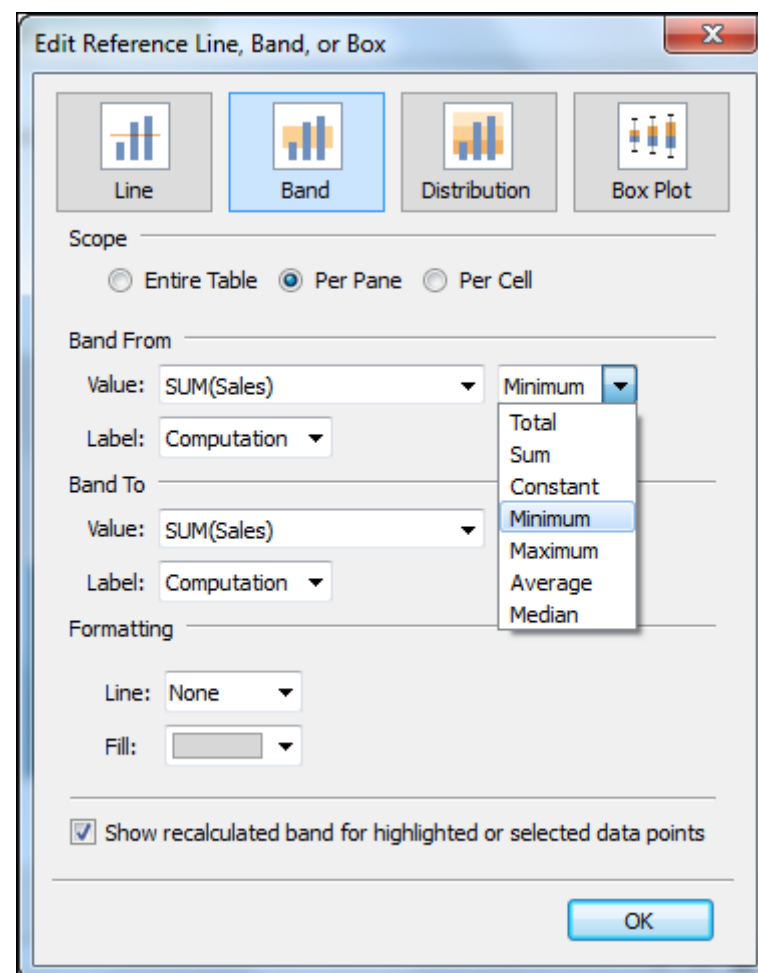 Edit Reference Line, Band, or Box
Line Band Distribution Box Plot
Scope
Entire Table Per Pane Per Cell
Band From
Value: SUM(Sales) Minimum
Label: Computation
Total
Sum
Constant
Minimum
Maximum
Average
Median
Band To
Value: SUM(Sales)
Label: Computation
Formatting
Line: None
Fill:
Show recalculated band for highlighted or selected data points
OK